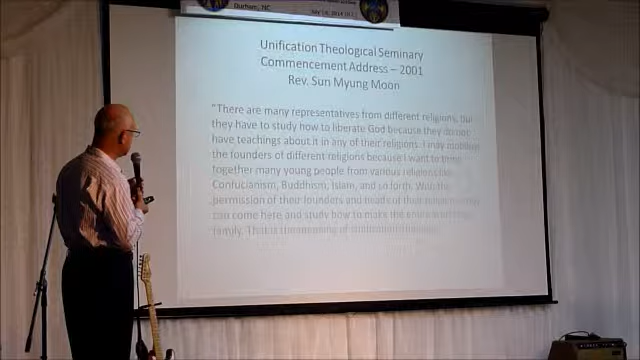 Durham, NC
Unification Theological Seminary
Commencement Address – 2001
Rev. Sun Myung Moon
"There are many representatives from different religions, but
they have to study how to liberate God because they do not
have teachings about it in any of their religions. I may mobilize
the founders of different religions because I want to bring
together many young people from various religions like
Confucianism, Buddhism, Islam, and so forth. With the
permission of their founders and
can come here and study how to make the
family. That is the meaning of